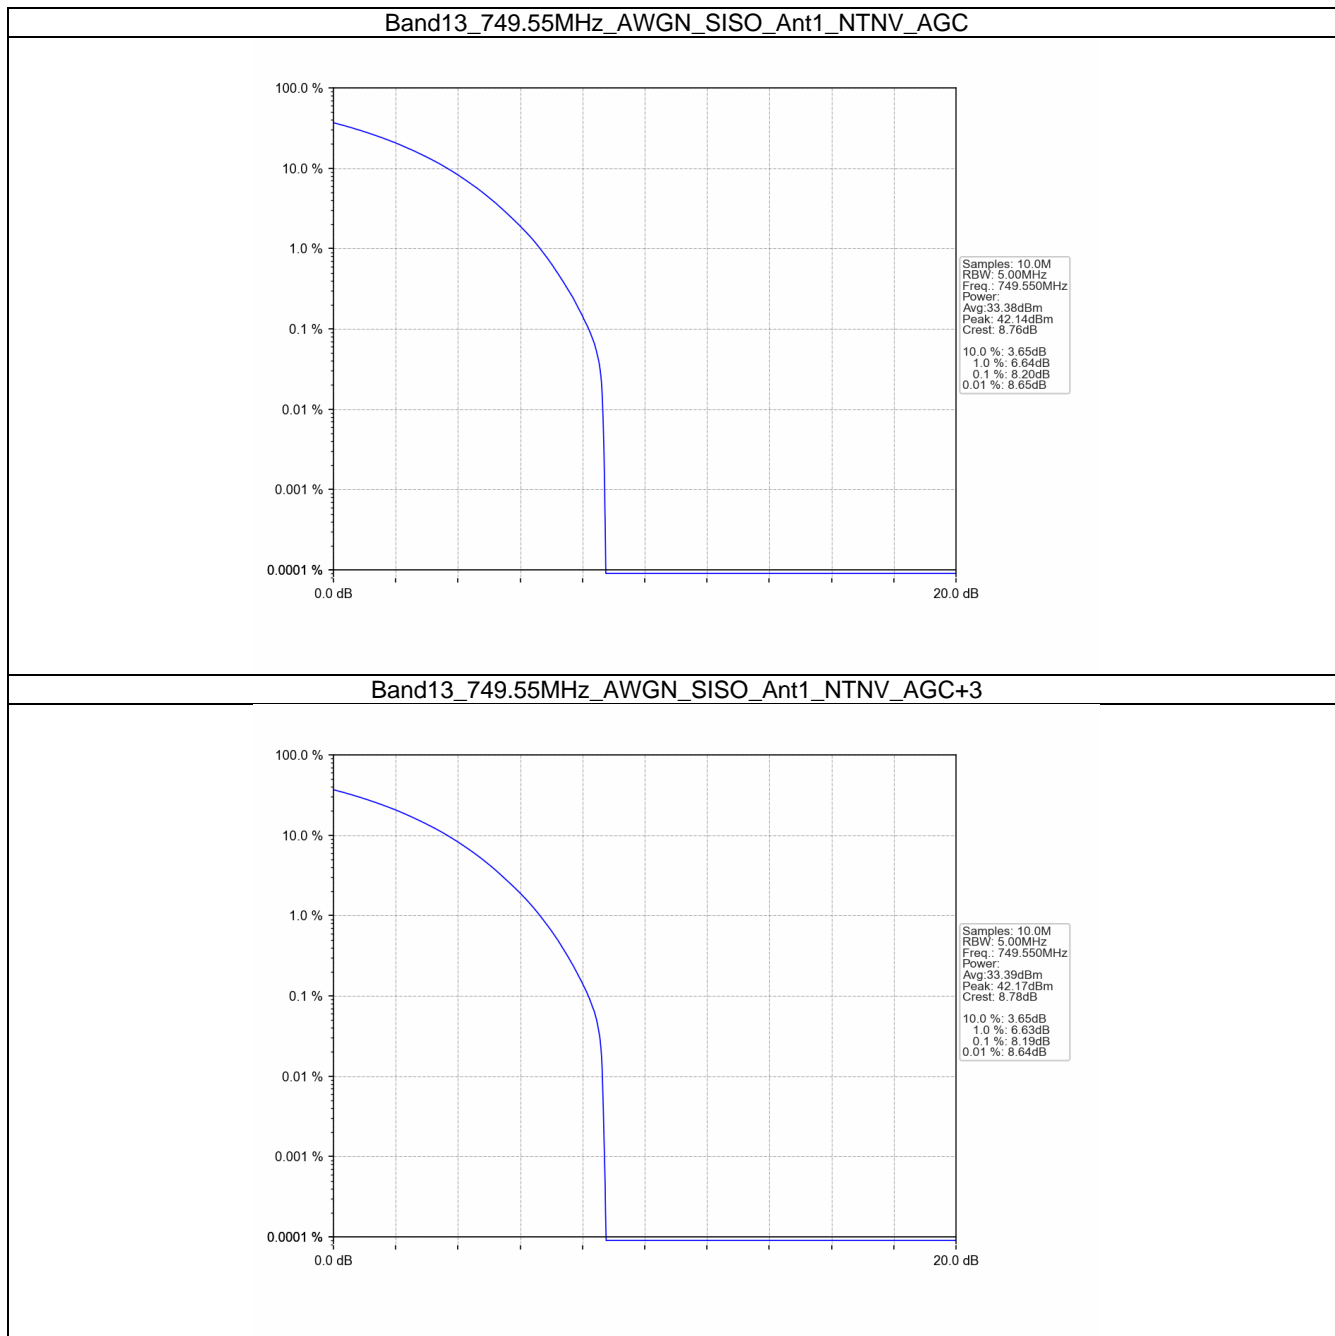 Band13_749.55MHz_AWGN_SISO_Ant1_NTNV_AGC
100.0 %
10.0 %
1.0 %
0.1 %
0.01 %
0.001 %
0.0001 %
0.0 dB
20.0 dB
Samples: 10.0M
RBW: 5.00MHz
Freq.: 749.550MHz
Power:
Avg:33.38dBm
Peak: 42.14dBm
Crest: 8.76dB
10.0 %: 3.65dB
1.0 %: 6.64dB
0.1 %: 8.20dB
0.01 %: 8.65dB
Band13_749.55MHz_AWGN_SISO_Ant1_NTNV_AGC+3
100.0 %
10.0 %
1.0 %
0.1 %
0.01 %
0.001 %
0.0001 %
0.0 dB
20.0 dB
Samples: 10.0M
RBW: 5.00MHz
Freq.: 749.550MHz
Power:
Avg:33.39dBm
Peak: 42.17dBm
Crest: 8.78dB
10.0 %: 3.65dB
1.0 %: 6.63dB
0.1 %: 8.19dB
0.01 %: 8.64dB